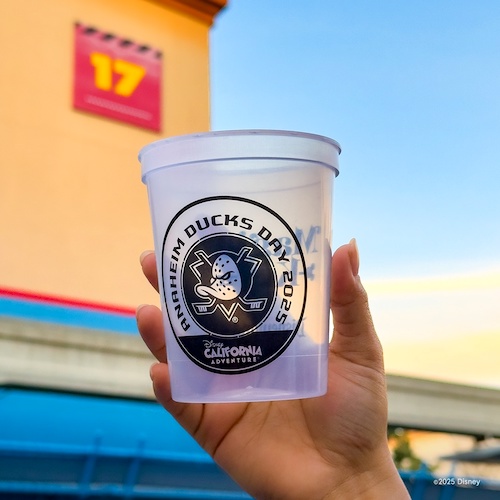 17
ANAHEIM DUCKS DAY 2025
®
Disney
CALIFORNIA
ADVENTURE
©2025 Disney